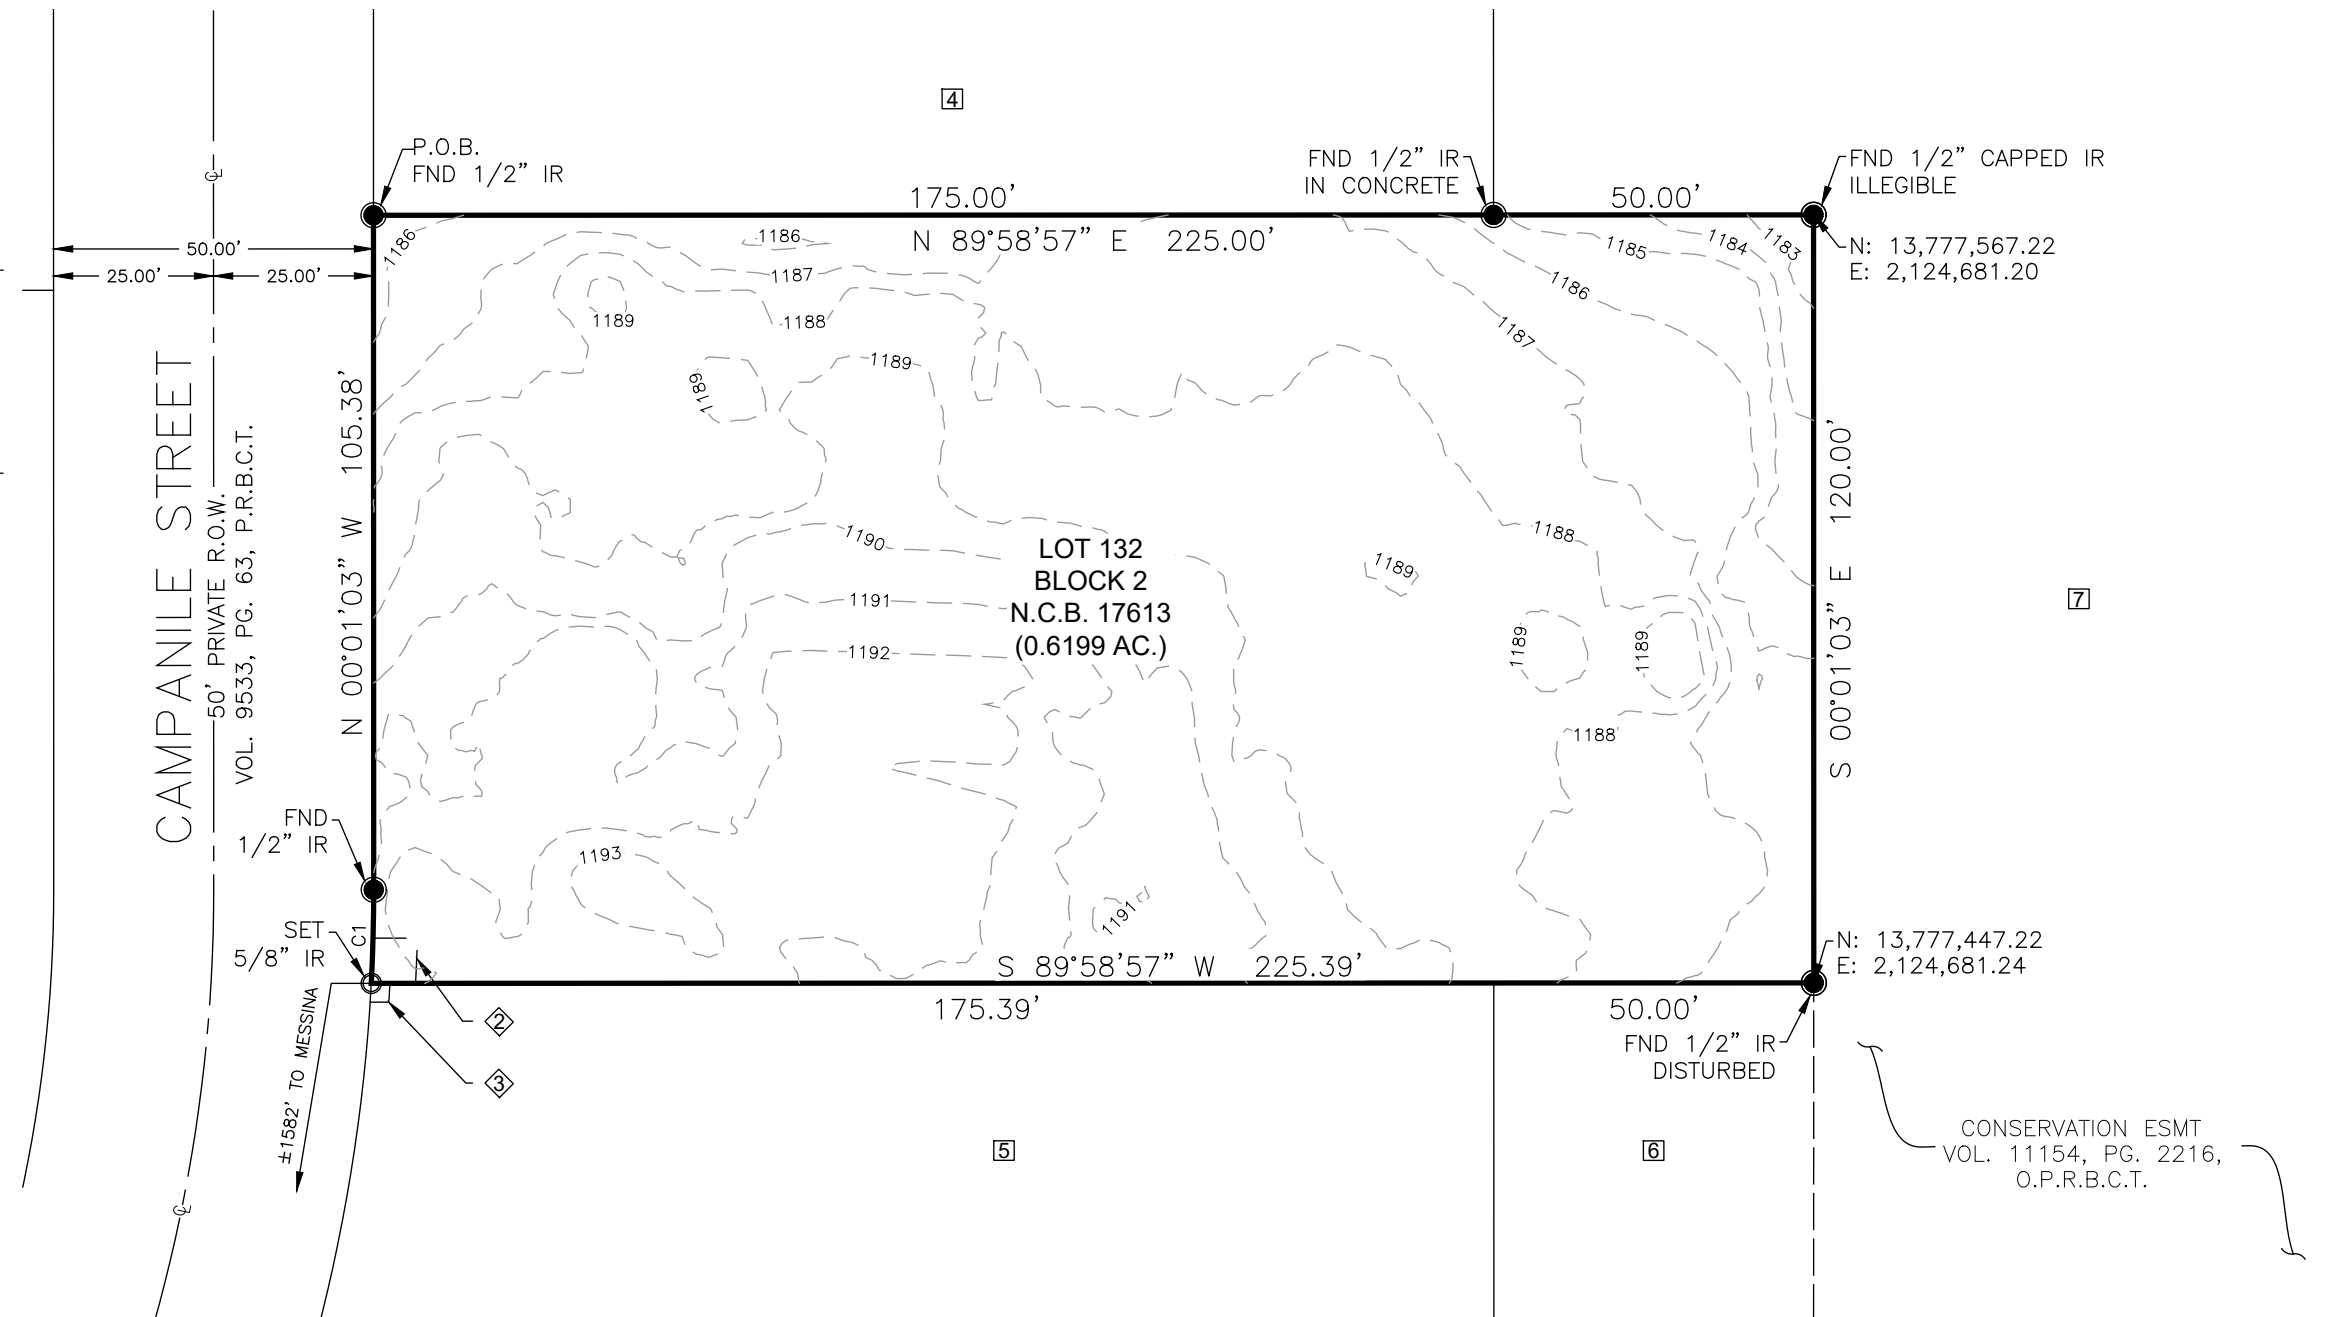 4
P.O.B.
FND 1/2” IR
FND 1/2” IR
IN CONCRETE
FND 1/2” CAPPED IR
ILLEGIBLE
175.00’
50.00’
N 89°58’57” E 225.00’
N: 13,777,567.22
E: 2,124,681.20
50.00’
25.00’
25.00’
CAMPANILE STREET
50’ PRIVATE R.O.W.
VOL. 9533, PG. 63, P.R.B.C.T.
N 00°01’03” W 105.38’
1186
1186
1187
1188
1189
1189
1189
1185
1184
1183
1186
1187
1190
1191
1192
1188
1189
1189
1189
1188
1193
1191
LOT 132
BLOCK 2
N.C.B. 17613
(0.6199 AC.)
S 00°01’03” E 120.00’
7
FND
1/2” IR
SET
5/8” IR
C1
±1582’ TO MESSINA
S 89°58’57” W 225.39’
175.39’
50.00’
N: 13,777,447.22
E: 2,124,681.24
FND 1/2” IR
DISTURBED
2
3
5
6
CONSERVATION ESMT
VOL. 11154, PG. 2216,
O.P.R.B.C.T.